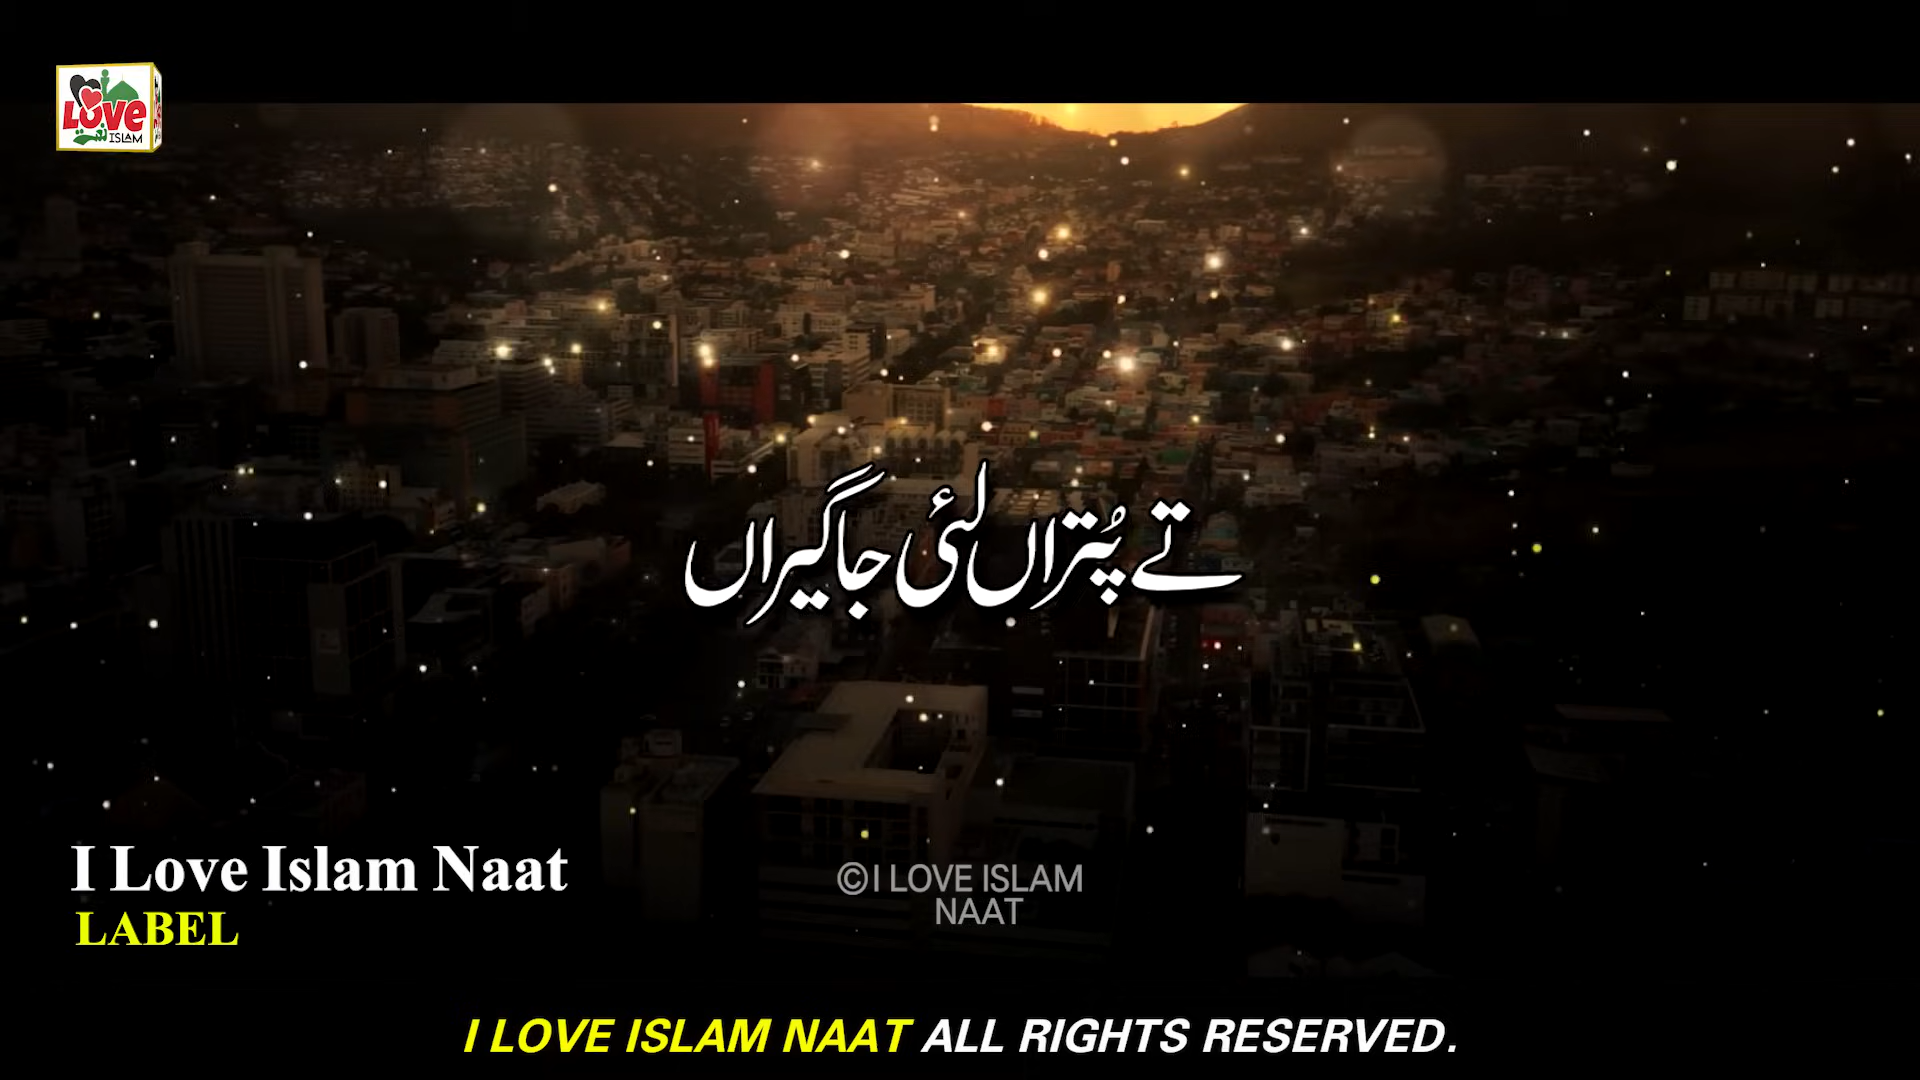 Love
نعت
ISLAM
تے پُتراں لئی جاگیراں
I Love Islam Naat
LABEL
©I LOVE ISLAM
NAAT
I LOVE ISLAM NAAT ALL RIGHTS RESERVED.